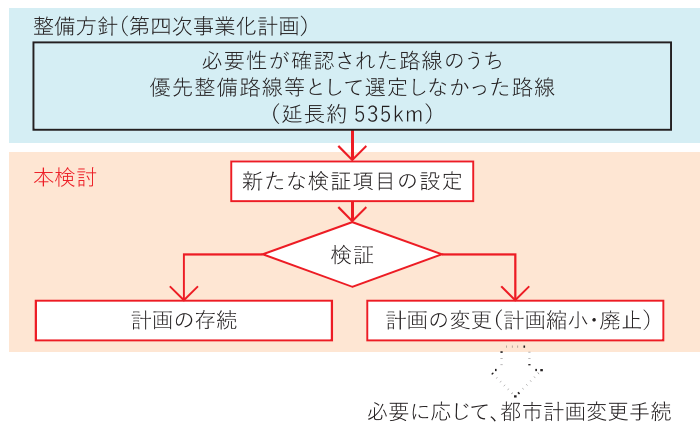 整備方針（第四次事業化計画）
必要性が確認された路線のうち
優先整備路線等として選定しなかった路線
（延長約 535km）
本検討
新たな検証項目の設定
検証
計画の存続
計画の変更（計画縮小・廃止）
必要に応じて、都市計画変更手続